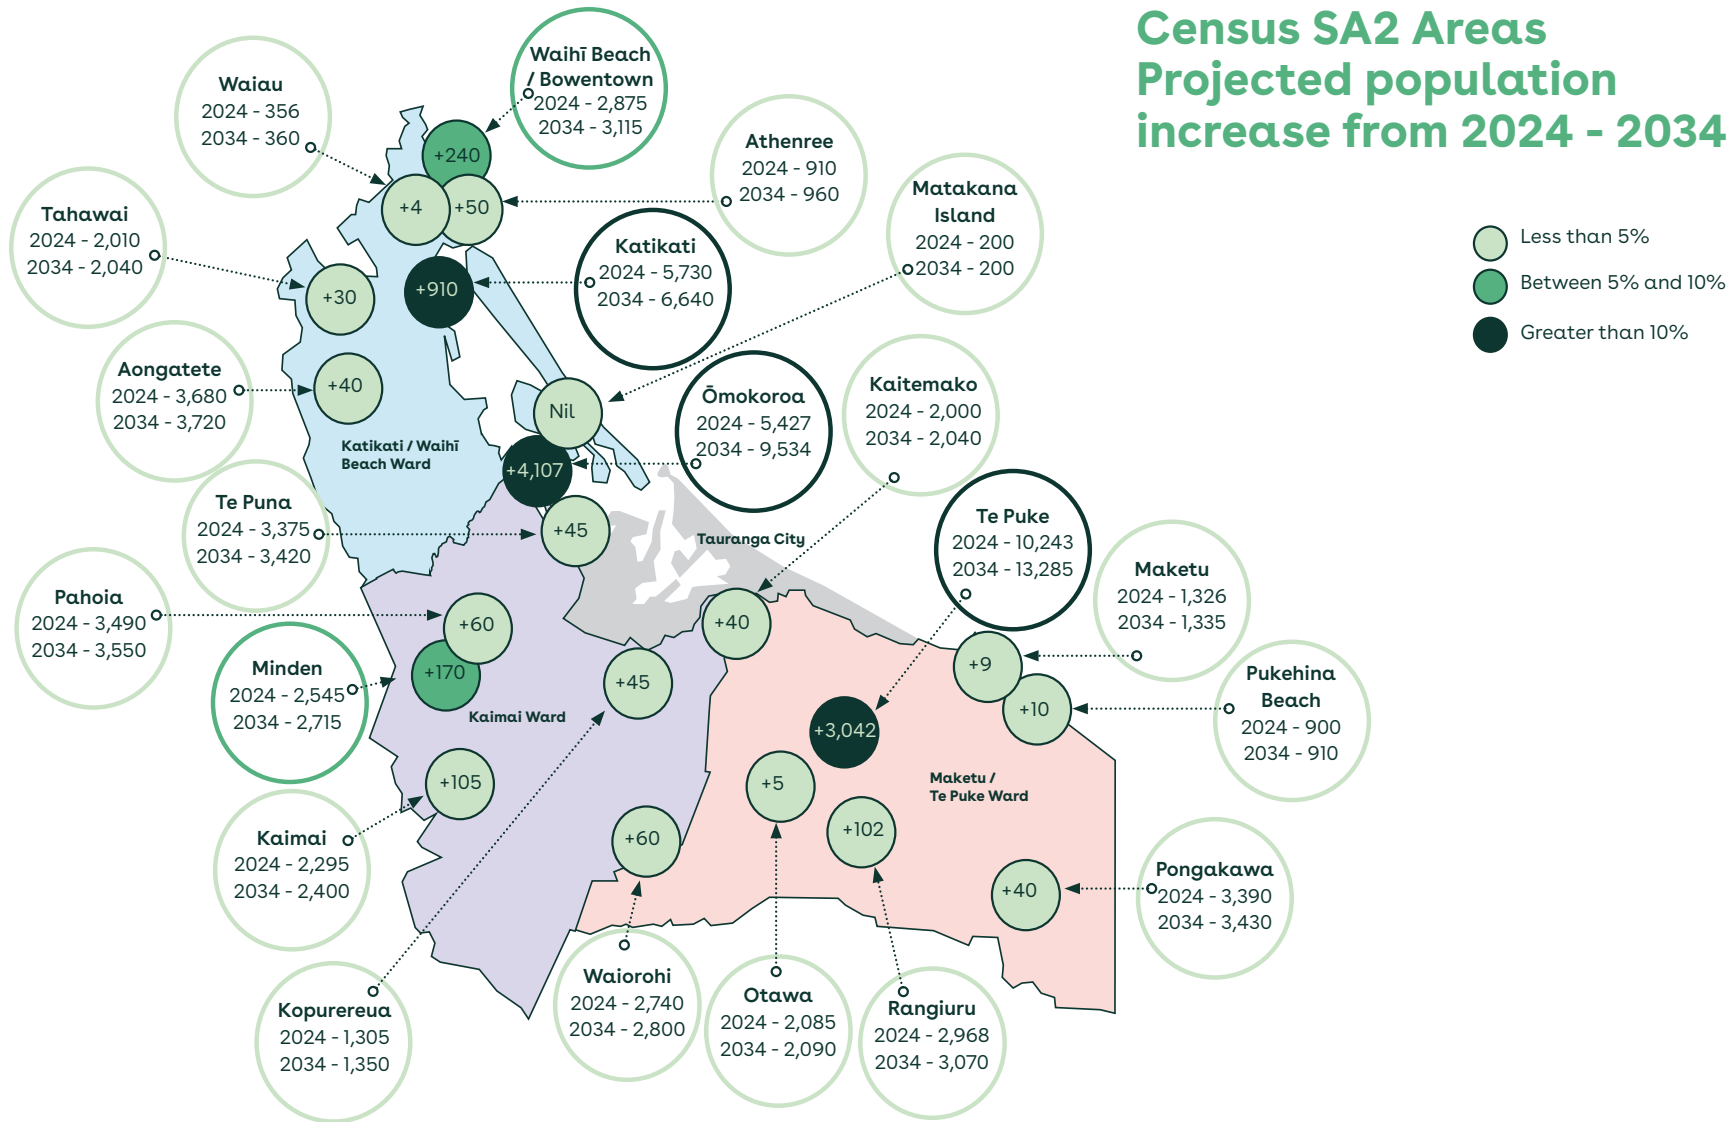 Census SA2 Areas
Projected population
increase from 2024 - 2034
Less than 5%
Between 5% and 10%
Greater than 10%
Waihī Beach
/ Bowentown
2024 - 2,875
2034 - 3,115
Waiau
2024 - 356
2034 - 360
Athenree
2024 - 910
2034 - 960
Matakana
Island
2024 - 200
2034 - 200
Tahawai
2024 - 2,010
2034 - 2,040
Katikati
2024 - 5,730
2034 - 6,640
+240
+4
+50
+30
+910
Aongatete
2024 - 3,680
2034 - 3,720
+40
Nil
Ōmokoroa
2024 - 5,427
2034 - 9,534
Kaitemako
2024 - 2,000
2034 - 2,040
Katikati / Waihī
Beach Ward
+4,107
Te Puna
2024 - 3,375
2034 - 3,420
+45
Tauranga City
Te Puke
2024 - 10,243
2034 - 13,285
Maketu
2024 - 1,326
2034 - 1,335
Pahoia
2024 - 3,490
2034 - 3,550
+60
+40
+9
+10
Pukehina
Beach
2024 - 900
2034 - 910
Minden
2024 - 2,545
2034 - 2,715
+170
+45
Kaimai Ward
+3,042
Maketu /
Te Puke Ward
+105
+5
+102
+60
+40
Kaimai
2024 - 2,295
2034 - 2,400
Pongakawa
2024 - 3,390
2034 - 3,430
Kopurereua
2024 - 1,305
2034 - 1,350
Waiorohi
2024 - 2,740
2034 - 2,800
Otawa
2024 - 2,085
2034 - 2,090
Rangiuru
2024 - 2,968
2034 - 3,070